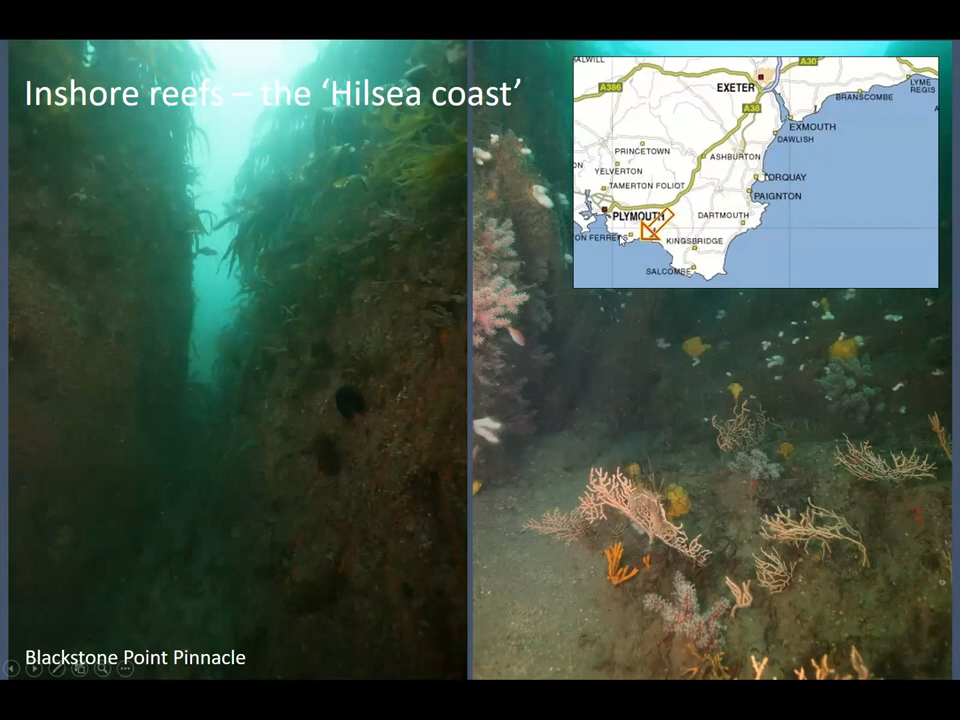 Inshore reefs – the ‘Hilsea coast’
A30
A386
EXETER
LYME
REGIS
BRANSCOMBE
A38
EXMOUTH
DAWLISH
PRINCETOWN
ASHBURTON
YELVERTON
TORQUAY
TAMERTON FOLIOT
PAIGNTON
PLYMOUTH
DARTMOUTH
KINGSBRIDGE
SALCOMBE
Blackstone Point Pinnacle